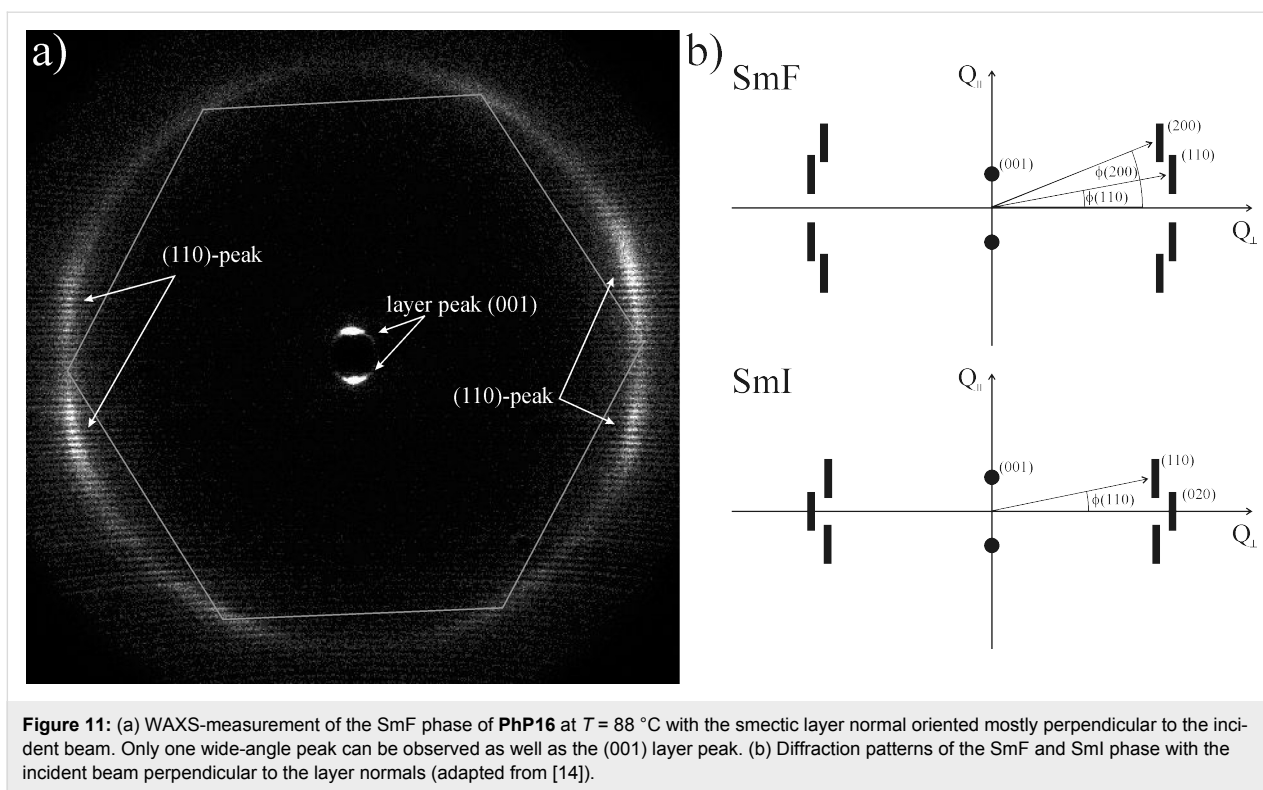 a)
(110)-peak
layer peak (001)
(110)-peak
b)
SmF
Q||
(200)
(110)
(001)
ϕ(200)
ϕ(110)
Q⊥
SmI
Q||
(110)
(001)
(020)
ϕ(110)
Q⊥
Figure 11: (a) WAXS-measurement of the SmF phase of PhP16 at T = 88 °C with the smectic layer normal oriented mostly perpendicular to the inci-
dent beam. Only one wide-angle peak can be observed as well as the (001) layer peak. (b) Diffraction patterns of the SmF and SmI phase with the
incident beam perpendicular to the layer normals (adapted from [14]).